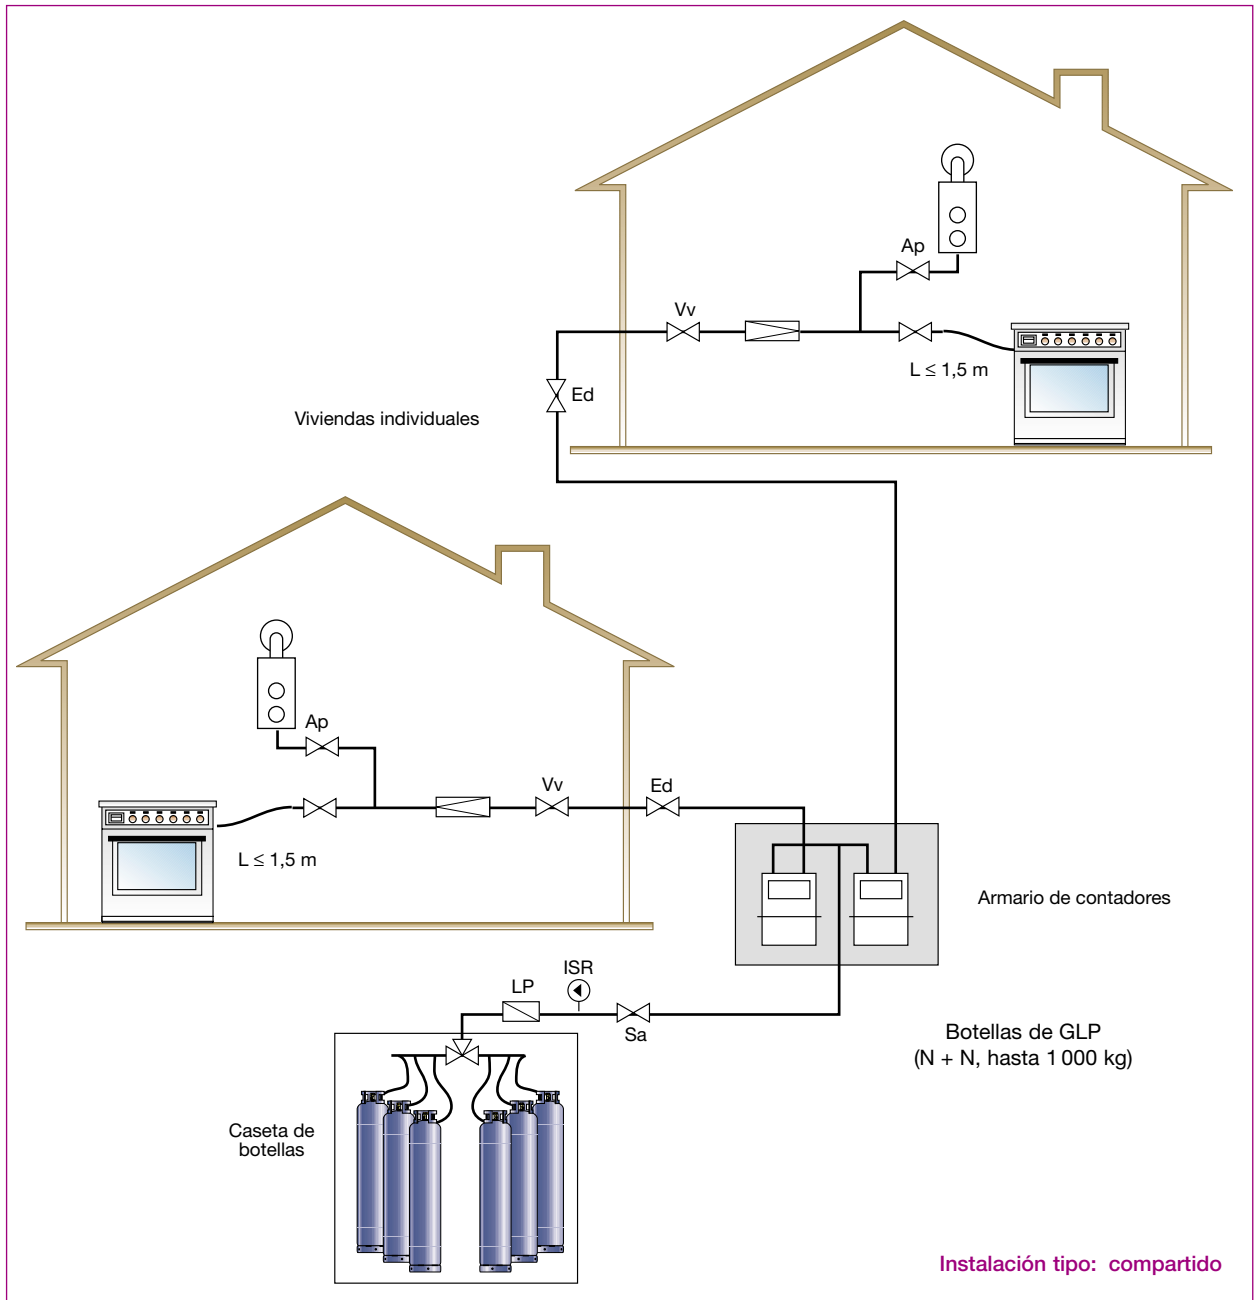 Ap
Vv
L ≤ 1,5 m
Ed
Viviendas individuales
Ap
Vv
Ed
L ≤ 1,5 m
Armario de contadores
ISR
LP
Sa
Botellas de GLP
(N + N, hasta 1 000 kg)
Caseta de
botellas
Instalación tipo: compartido